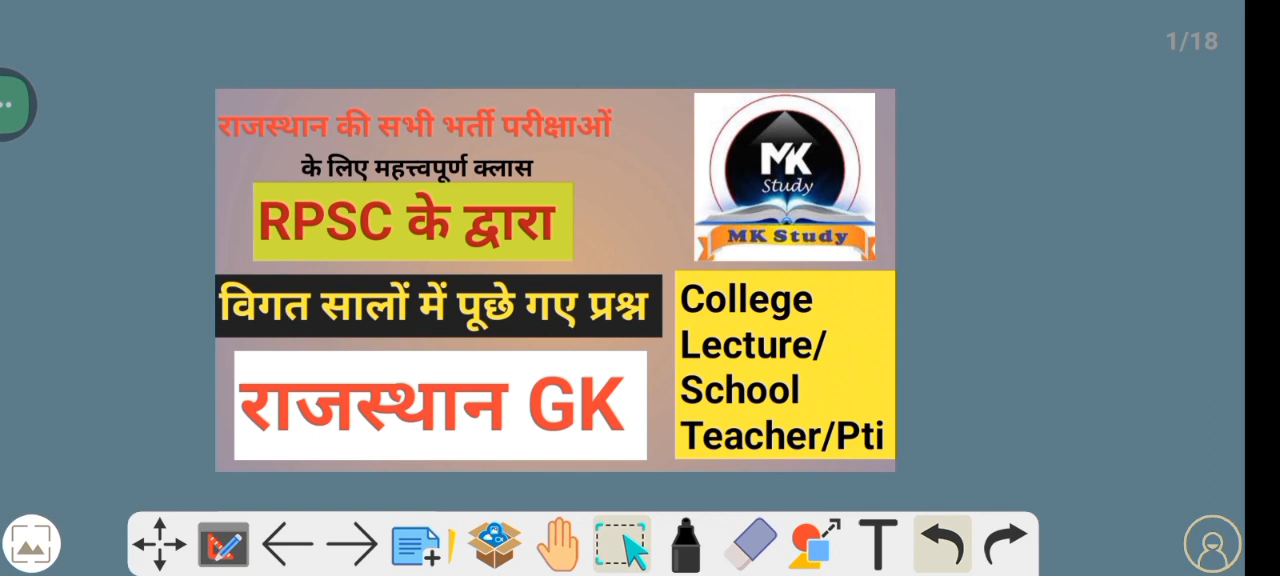 1/18
राजस्थान की सभी भर्ती परीक्षाओं
के लिए महत्त्वपूर्ण क्लास
RPSC के द्वारा
विगत सालों में पूछे गए प्रश्न
राजस्थान GK
MK
Study
MK Study
College
Lecture/
School
Teacher/Pti